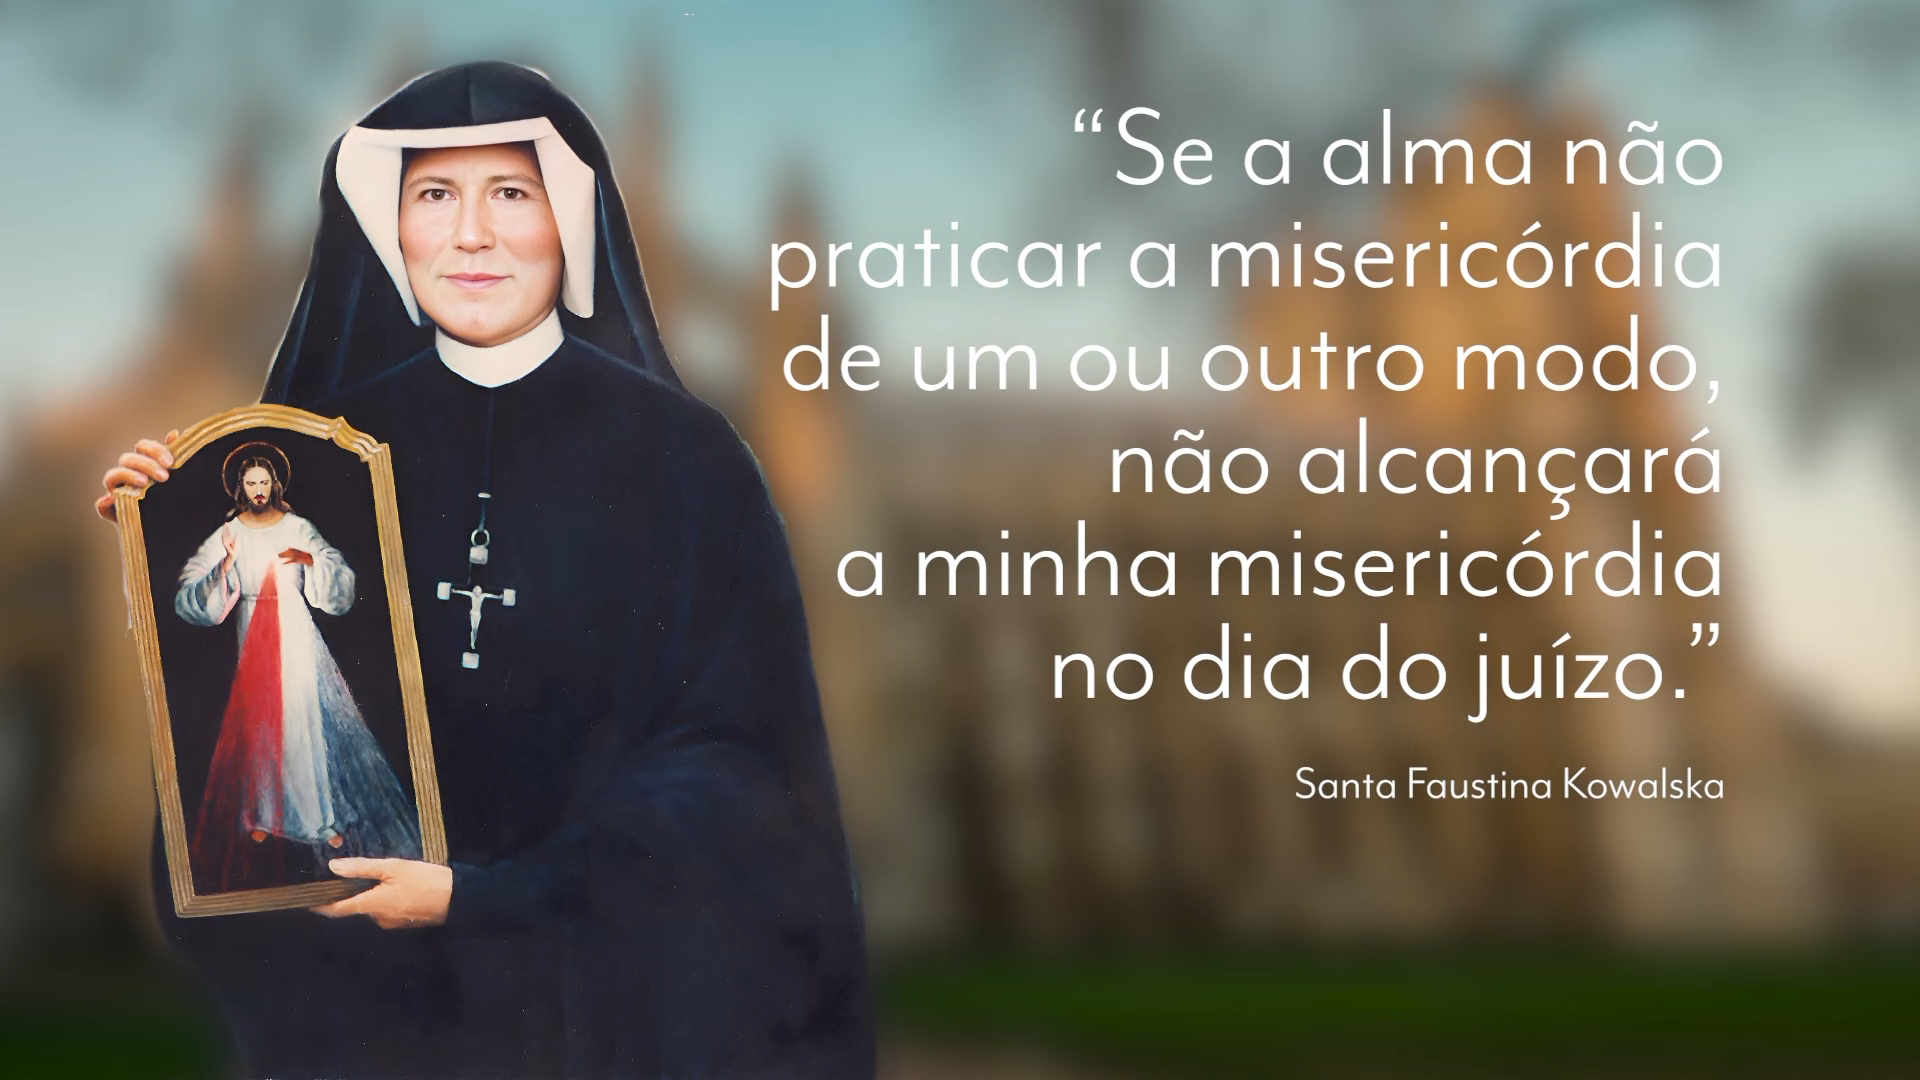 “Se a alma não
praticar a misericórdia
de um ou outro modo,
não alcançará
a minha misericórdia
no dia do juízo.”
Santa Faustina Kowalska